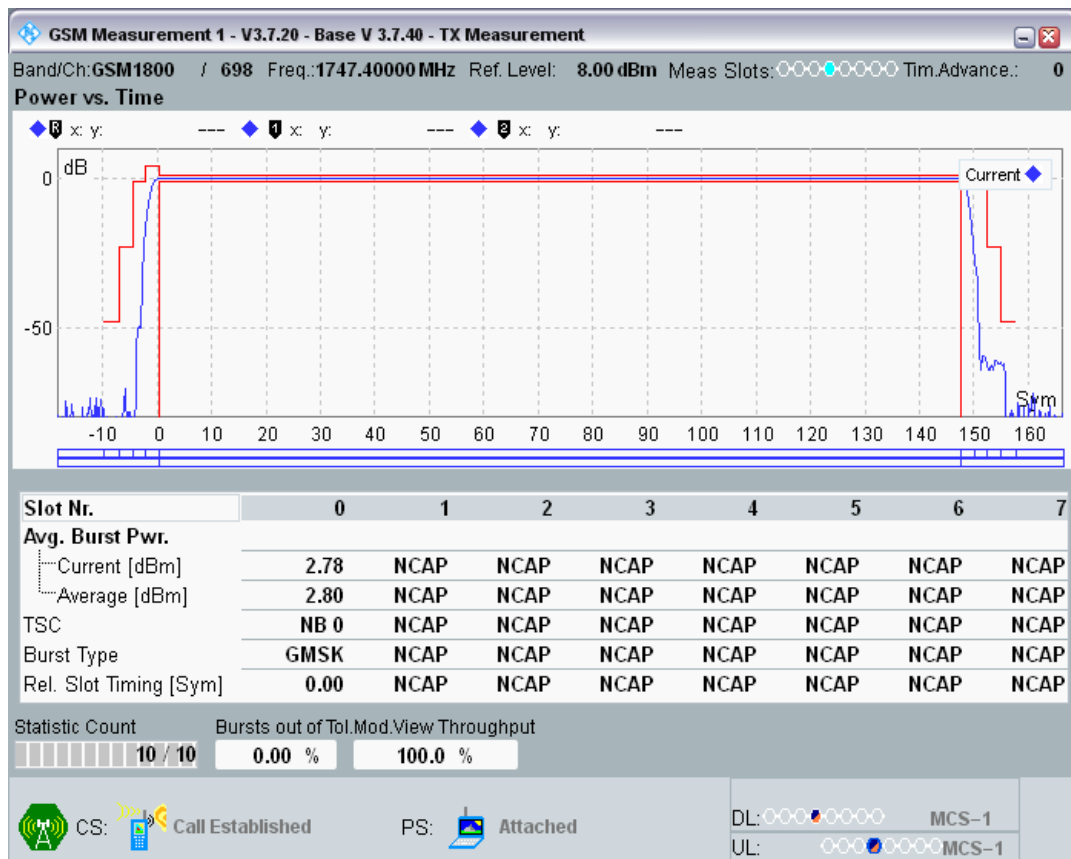 GSM Measurement 1 - V3.7.20 - Base V 3.7.40 - TX Measurement
Band/Ch:GSM1800 / 698 Freq.:1747.40000 MHz Ref. Level: 8.00 dBm Meas Slots: Tim.Advance.: 0
Power vs. Time
R x: y: --- 1 x: y: --- 2 x: y: ---
dB
Current
0
-50
Sym
-10 0 10 20 30 40 50 60 70 80 90 100 110 120 130 140 150 160
Slot Nr. 0 1 2 3 4 5 6 7
Avg. Burst Pwr.
Current [dBm] 2.78 NCAP NCAP NCAP NCAP NCAP NCAP NCAP
Average [dBm] 2.80 NCAP NCAP NCAP NCAP NCAP NCAP NCAP
TSC NB 0 NCAP NCAP NCAP NCAP NCAP NCAP NCAP
Burst Type GMSK NCAP NCAP NCAP NCAP NCAP NCAP NCAP
Rel. Slot Timing [Sym] 0.00 NCAP NCAP NCAP NCAP NCAP NCAP NCAP
Statistic Count Bursts out of Tol.Mod.View Throughput
10 / 10 0.00 % 100.0 %
CS: Call Established PS: Attached
DL: MCS-1
UL: MCS-1